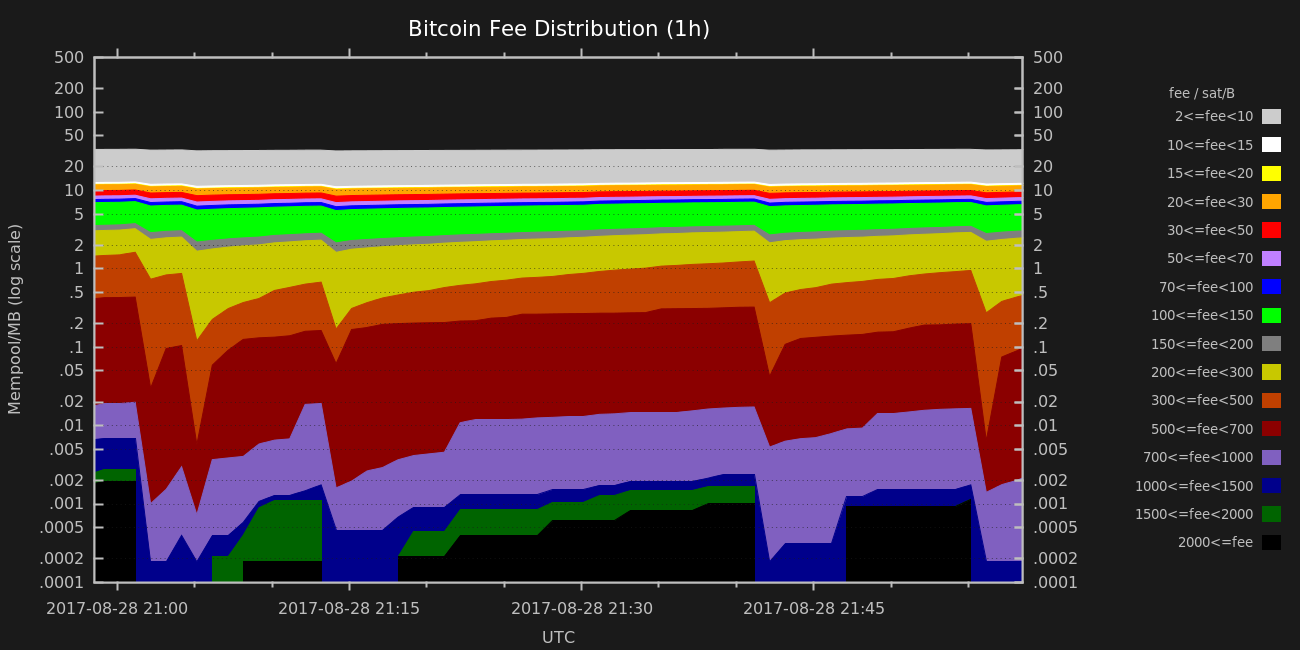 Bitcoin Fee Distribution (1h)
500 500
200 200
100 100
50 50
20 20
10 10
5 5
2 2
1 1
.5 .5
.2 .2
.1 .1
.05 .05
.02 .02
.01 .01
.005 .005
.002 .002
.001 .001
.0005 .0005
.0002 .0002
.0001 .0001
Mempool/MB (log scale)
2017-08-28 21:00 2017-08-28 21:15 2017-08-28 21:30 2017-08-28 21:45
UTC
fee / sat/B
2<=fee<10
10<=fee<15
15<=fee<20
20<=fee<30
30<=fee<50
50<=fee<70
70<=fee<100
100<=fee<150
150<=fee<200
200<=fee<300
300<=fee<500
500<=fee<700
700<=fee<1000
1000<=fee<1500
1500<=fee<2000
2000<=fee